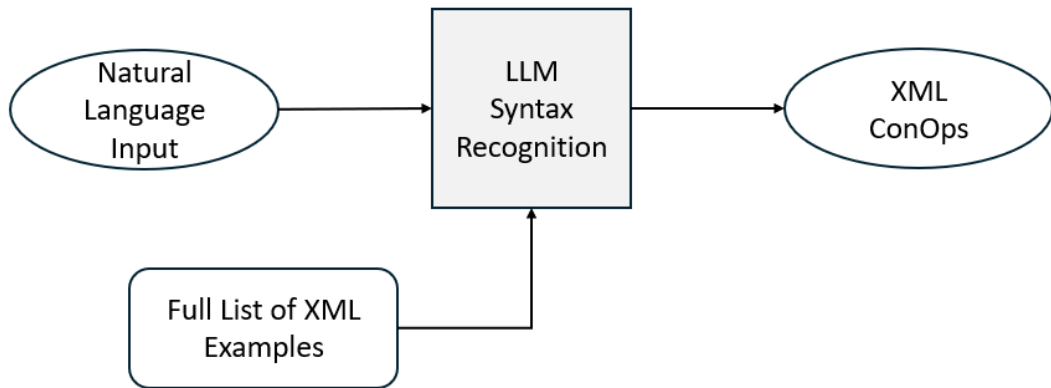 Natural
Language
Input
LLM
Syntax
Recognition
XML
ConOps
Full List of XML
Examples